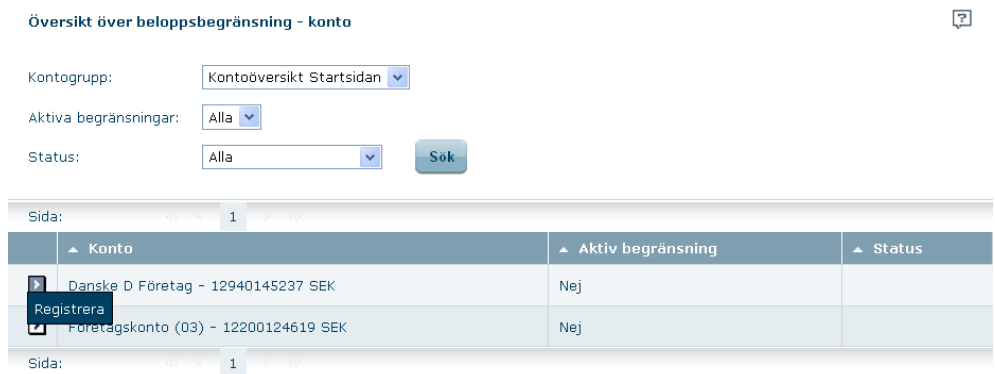 Översikt över beloppsbegränsning - konto
Kontogrupp: Kontoöversikt Startsidan
Aktiva begränsningar: Alla
Status: Alla Sök
Sida: 1
Konto Aktiv begränsning Status
Danske D Företag - 12940145237 SEK Nej
Registrera
Företagskonto (03) - 12200124619 SEK Nej
Sida: 1